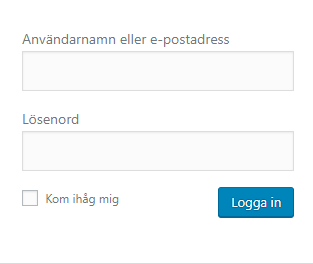 Användarnamn eller e-postadress
Lösenord
Kom ihåg mig
Logga in